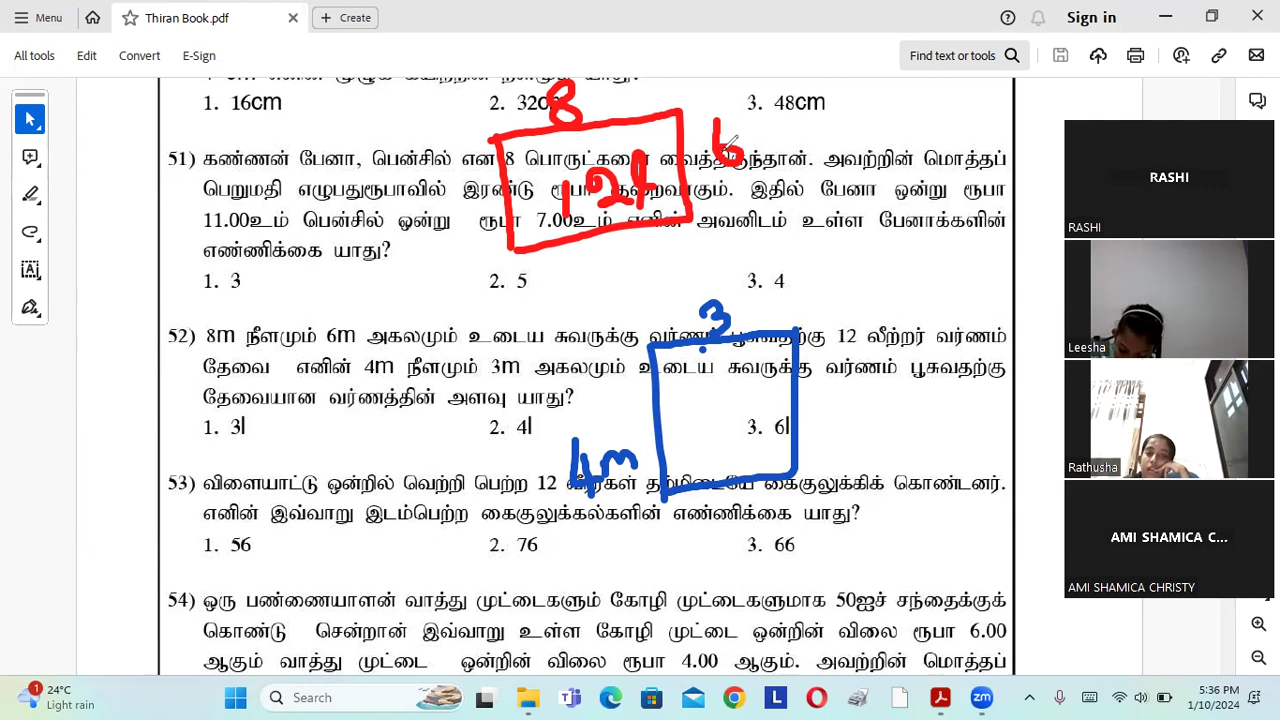 Menu
Thiran Book.pdf
Create
Sign in
All tools
Edit
Convert
E-Sign
Find text or tools
1. 16cm 2. 32cm 3. 48cm
8
6
12l
51) கண்ணன் பேனா, பென்சில் என 8 பொருட்களை வைத்திருந்தான். அவற்றின் மொத்தப்
பெறுமதி எழுபதுரூபாவில் இரண்டு ரூபா குறைவாகும். இதில் பேனா ஒன்று ரூபா
11.00உம் பென்சில் ஒன்று ரூபா 7.00உம் எனின் அவனிடம் உள்ள பேனாக்களின்
எண்ணிக்கை யாது?
1. 3 2. 5 3. 4
3
52) 8m நீளமும் 6m அகலமும் உடைய சுவருக்கு வர்ணம் பூசுவதற்கு 12 லீற்றர் வர்ணம்
தேவை எனின் 4m நீளமும் 3m அகலமும் உடைய சுவருக்கு வர்ணம் பூசுவதற்கு
தேவையான வர்ணத்தின் அளவு யாது?
1. 3l 2. 4l 3. 6l
4m
53) விளையாட்டு ஒன்றில் வெற்றி பெற்ற 12 வீரர்கள் தம்மிடையே கைகுலுக்கிக் கொண்டனர்.
எனின் இவ்வாறு இடம்பெற்ற கைகுலுக்கல்களின் எண்ணிக்கை யாது?
1. 56 2. 76 3. 66
54) ஒரு பண்ணையாளன் வாத்து முட்டைகளும் கோழி முட்டைகளுமாக 50ஐச் சந்தைக்குக்
கொண்டு சென்றான் இவ்வாறு உள்ள கோழி முட்டை ஒன்றின் விலை ரூபா 6.00
ஆகும் வாத்து முட்டை ஒன்றின் விலை ரூபா 4.00 ஆகும். அவற்றின் மொத்தப்
RASHI
RASHI
Leesha
Rathusha
AMI SHAMICA C...
AMI SHAMICA CHRISTY
1
24°C
Light rain
Search
5:36 PM
1/10/2024